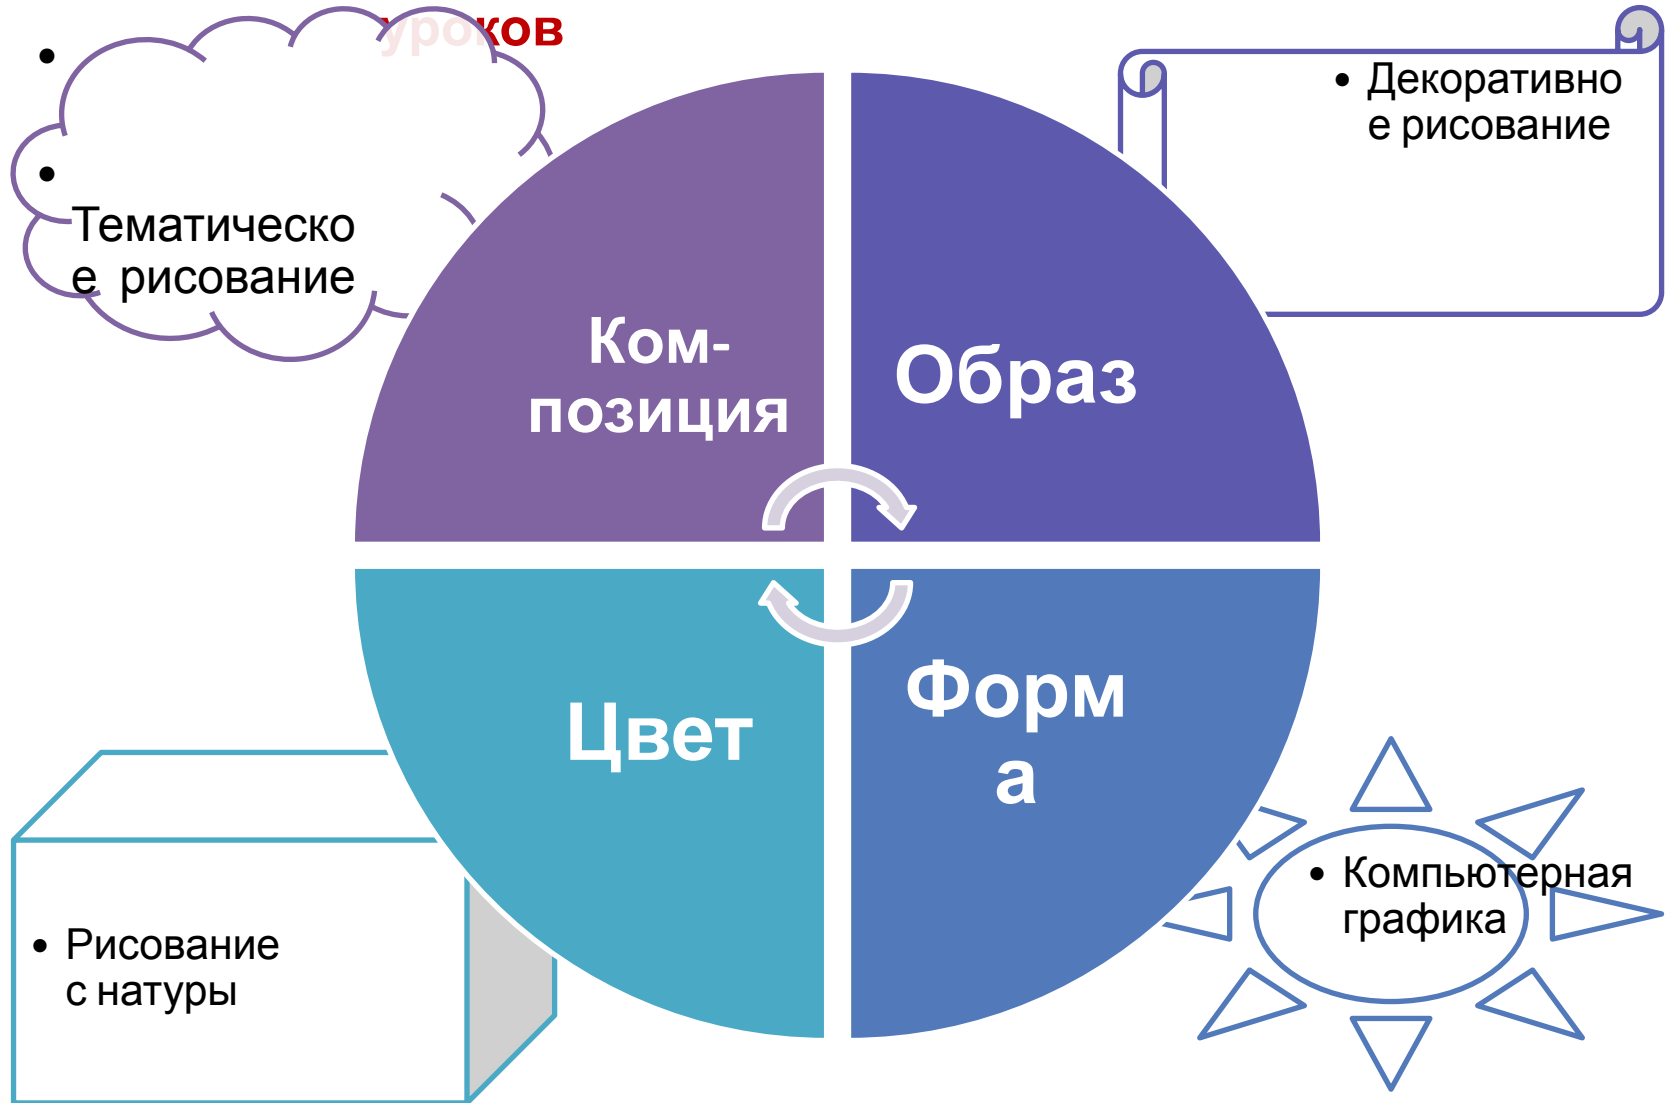 уроков
Тематическо
е рисование
• Декоративно
е рисование
Ком-
позиция
Образ
Цвет
Форм
а
• Рисование
с натуры
• Компьютерная
графика